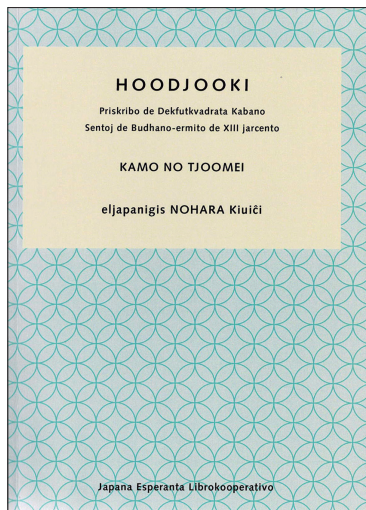 HOODJOOKI
Priskribo de Dekfutkvadrata Kabano
Sentoj de Budhano-ermito de XIII jarcento
KAMO NO TJOOMEI
eljapanigis NOHARA Kiuiĉi
Japana Esperanta Librokooperativo